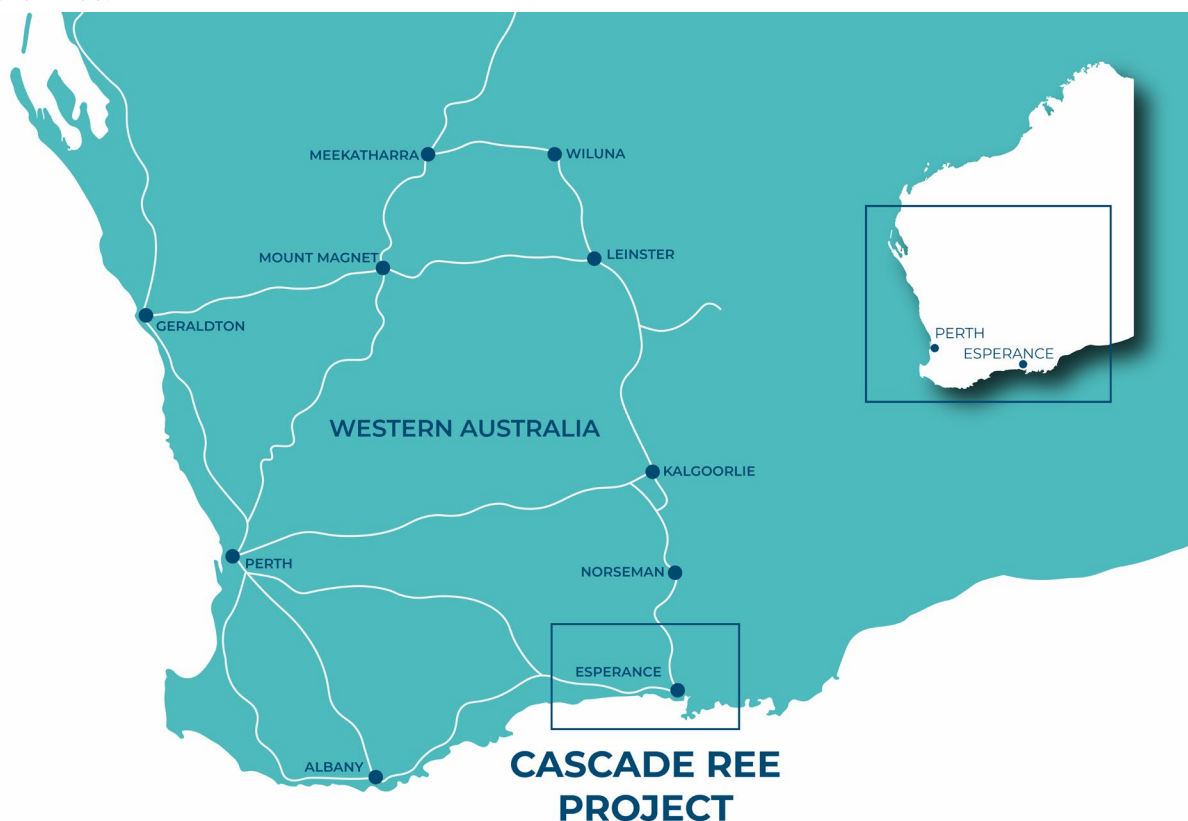 MEEKATHARRA
WILUNA
MOUNT MAGNET
LEINSTER
GERALDTON
PERTH
ESPERANCE
WESTERN AUSTRALIA
KALGOORLIE
PERTH
NORSEMAN
ESPERANCE
ALBANY
CASCADE REE
PROJECT